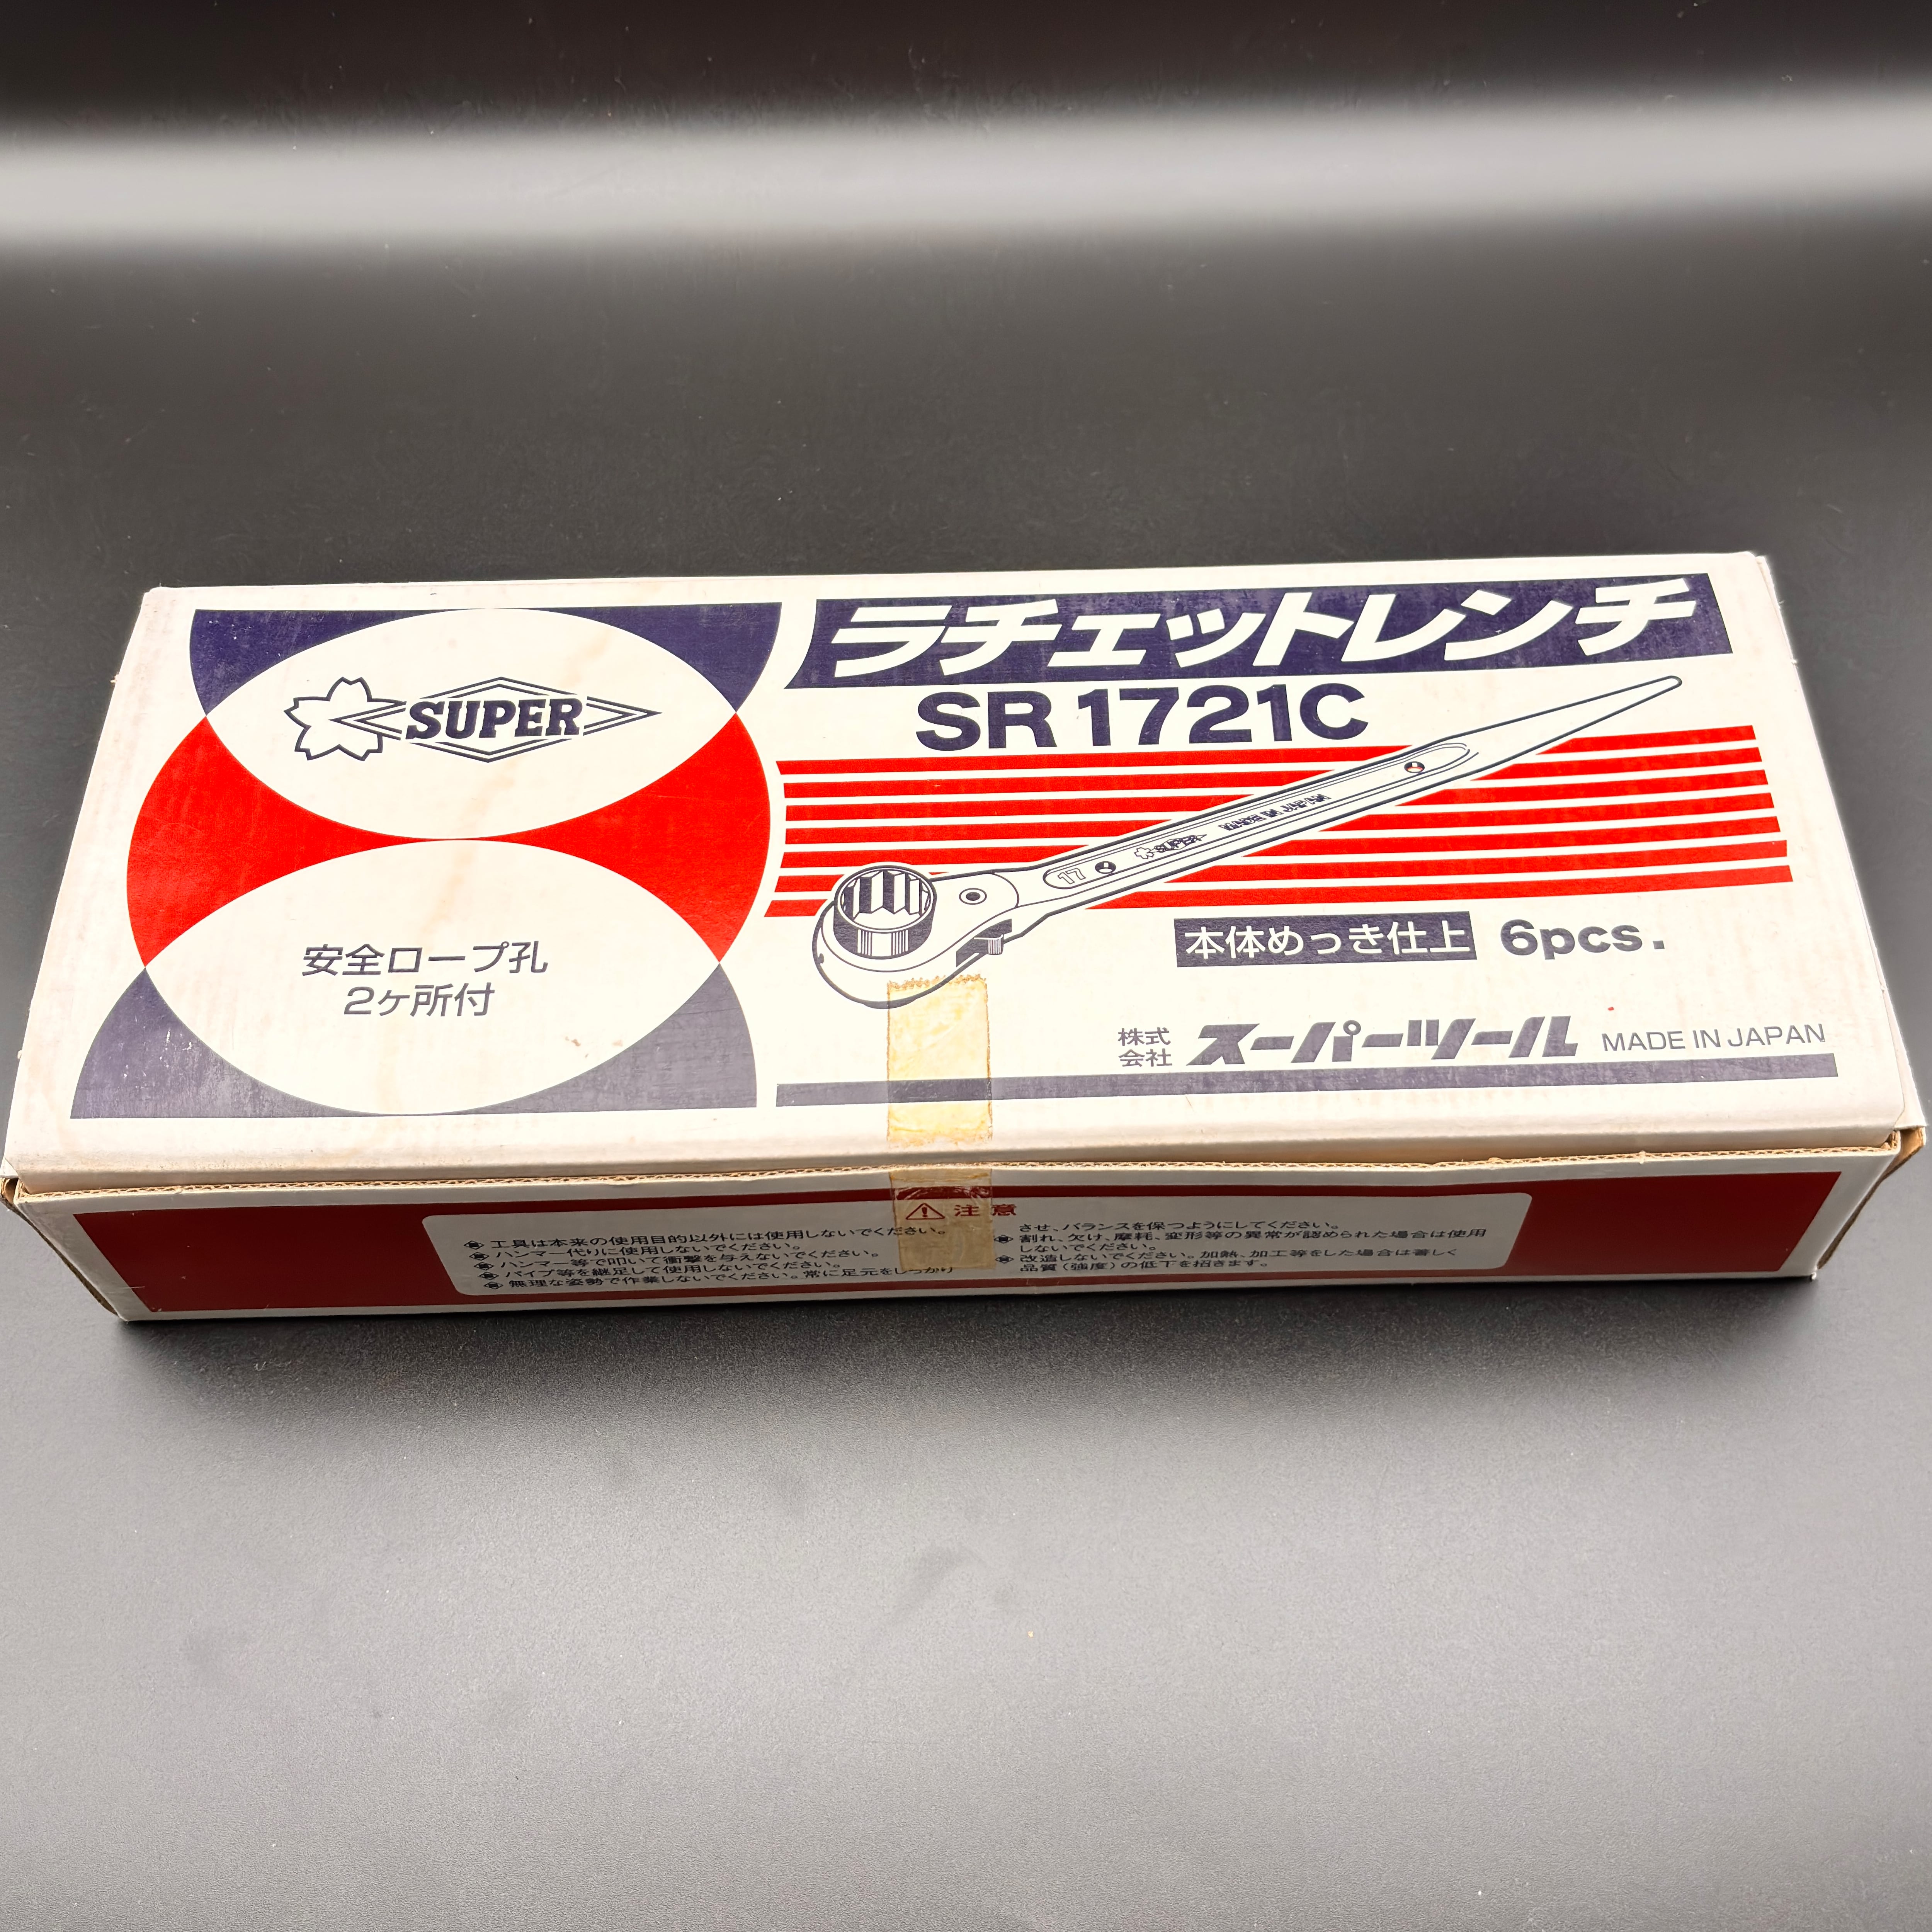 SUPER
安全ロープ孔
2ヶ所付
ラチェットレンチ
SR 1721C
17
SUPER
本体めっき仕上 6pcs.
株式会社 スーパーツール MADE IN JAPAN
注意
工具は本来の使用目的以外には使用しないでください。
ハンマー代りに使用しないでください。
ハンマー等で叩いて衝撃を与えないでください。
パイプ等を継足して使用しないでください。
無理な姿勢で作業しないでください。常に足元をしっかり
させ、バランスを保つようにしてください。
割れ、欠け、摩耗、変形等の異常が認められた場合は使用
しないでください。
改造しないでください。加熱、加工等をした場合は著しく
品質(強度)の低下を招きます。